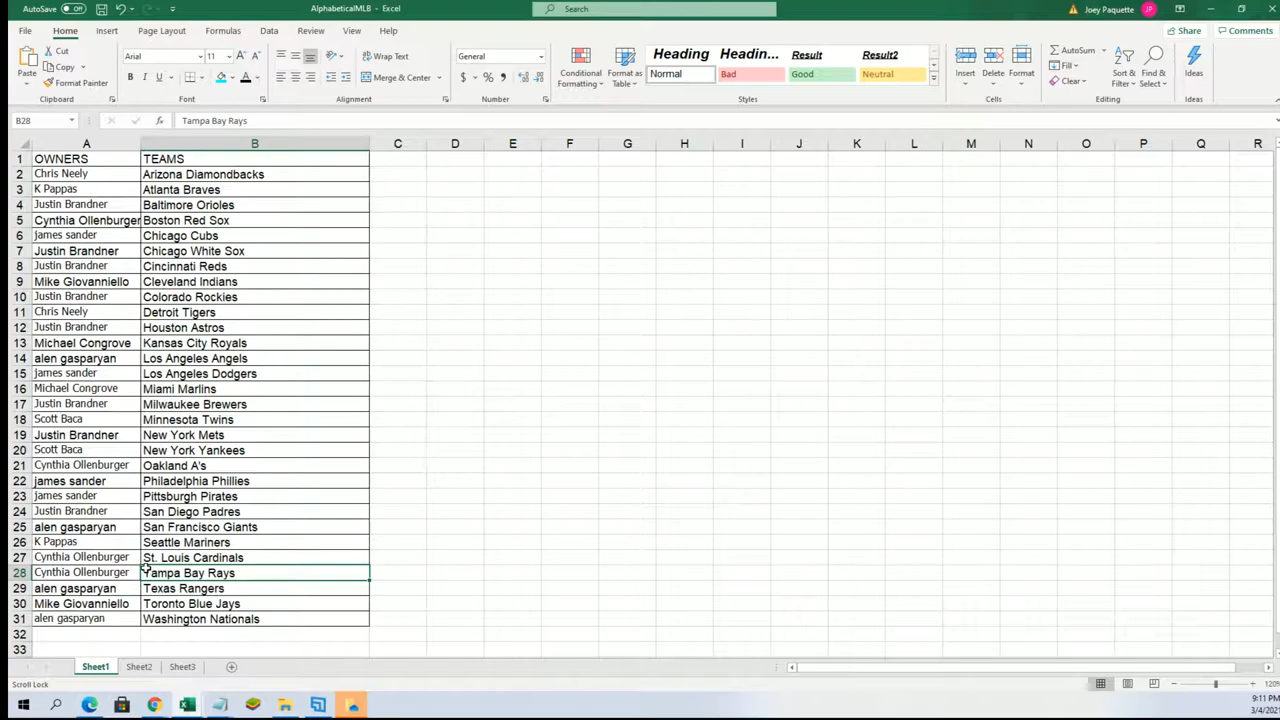 AutoSave Off AlphabeticalMLB - Excel Search Joey Paquette JP
File Home Insert Page Layout Formulas Data Review View Help Share Comments
Paste Cut Copy Format Painter Clipboard
Arial 11 B I U A Font
Wrap Text Merge & Center Alignment
General $ % Number
Conditional Formatting Format as Table Heading Headin... Result Result2 Normal Bad Good Neutral Styles
Insert Delete Format Cells
AutoSum Fill Clear Sort & Filter Find & Select Editing
Ideas Ideas
B28 fx Tampa Bay Rays
A B C D E F G H I J K L M N O P Q R
1 OWNERS TEAMS
2 Chris Neely Arizona Diamondbacks
3 K Pappas Atlanta Braves
4 Justin Brandner Baltimore Orioles
5 Cynthia Ollenburger Boston Red Sox
6 james sander Chicago Cubs
7 Justin Brandner Chicago White Sox
8 Justin Brandner Cincinnati Reds
9 Mike Giovanniello Cleveland Indians
10 Justin Brandner Colorado Rockies
11 Chris Neely Detroit Tigers
12 Justin Brandner Houston Astros
13 Michael Congrove Kansas City Royals
14 alen gasparyan Los Angeles Angels
15 james sander Los Angeles Dodgers
16 Michael Congrove Miami Marlins
17 Justin Brandner Milwaukee Brewers
18 Scott Baca Minnesota Twins
19 Justin Brandner New York Mets
20 Scott Baca New York Yankees
21 Cynthia Ollenburger Oakland A's
22 james sander Philadelphia Phillies
23 james sander Pittsburgh Pirates
24 Justin Brandner San Diego Padres
25 alen gasparyan San Francisco Giants
26 K Pappas Seattle Mariners
27 Cynthia Ollenburger St. Louis Cardinals
28 Cynthia Ollenburger Tampa Bay Rays
29 alen gasparyan Texas Rangers
30 Mike Giovanniello Toronto Blue Jays
31 alen gasparyan Washington Nationals
32
33
Sheet1 Sheet2 Sheet3
Scroll Lock
9:11 PM